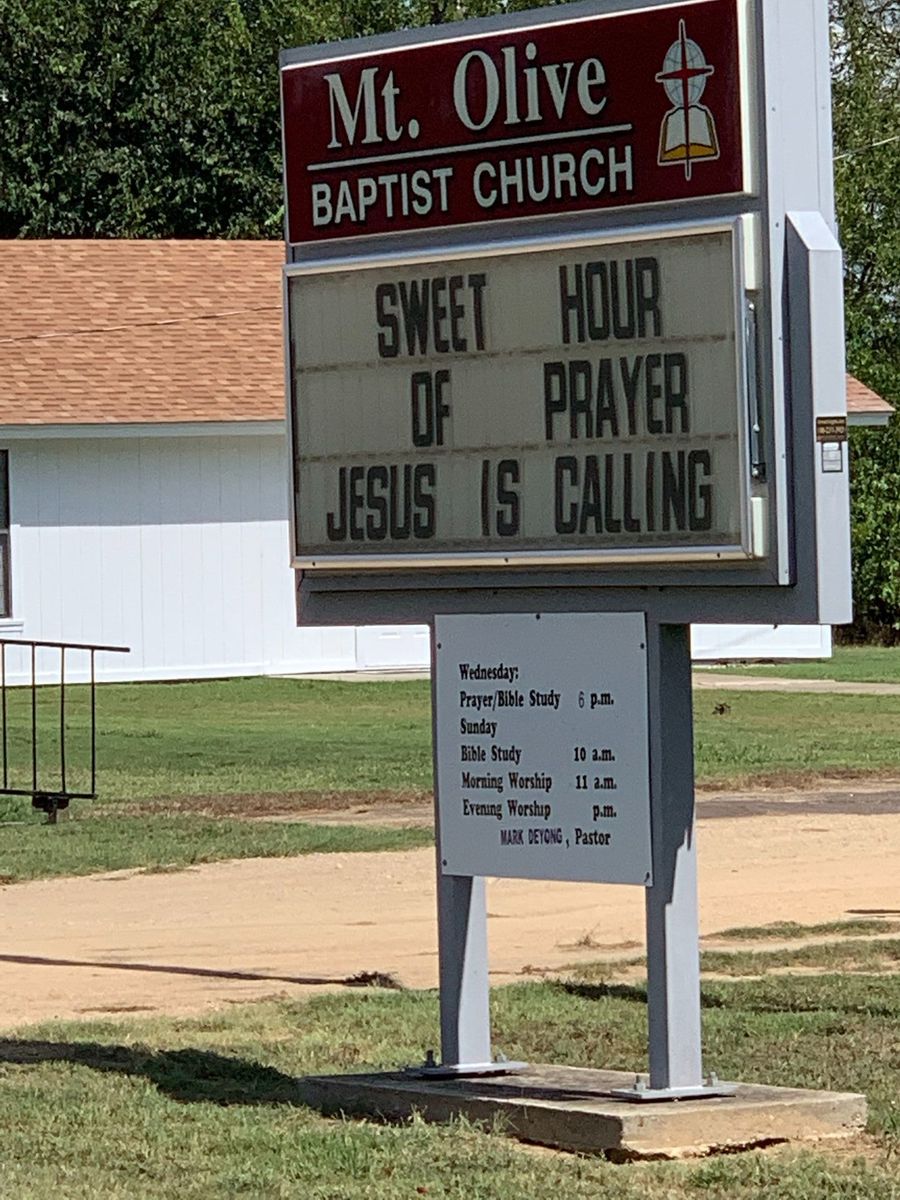 Mt. Olive
BAPTIST CHURCH
SWEET HOUR
OF PRAYER
JESUS IS CALLING
Wednesday:
Prayer/Bible Study 6 p.m.
Sunday
Bible Study 10 a.m.
Morning Worship 11 a.m.
Evening Worship p.m.
MARK DEYONG, Pastor